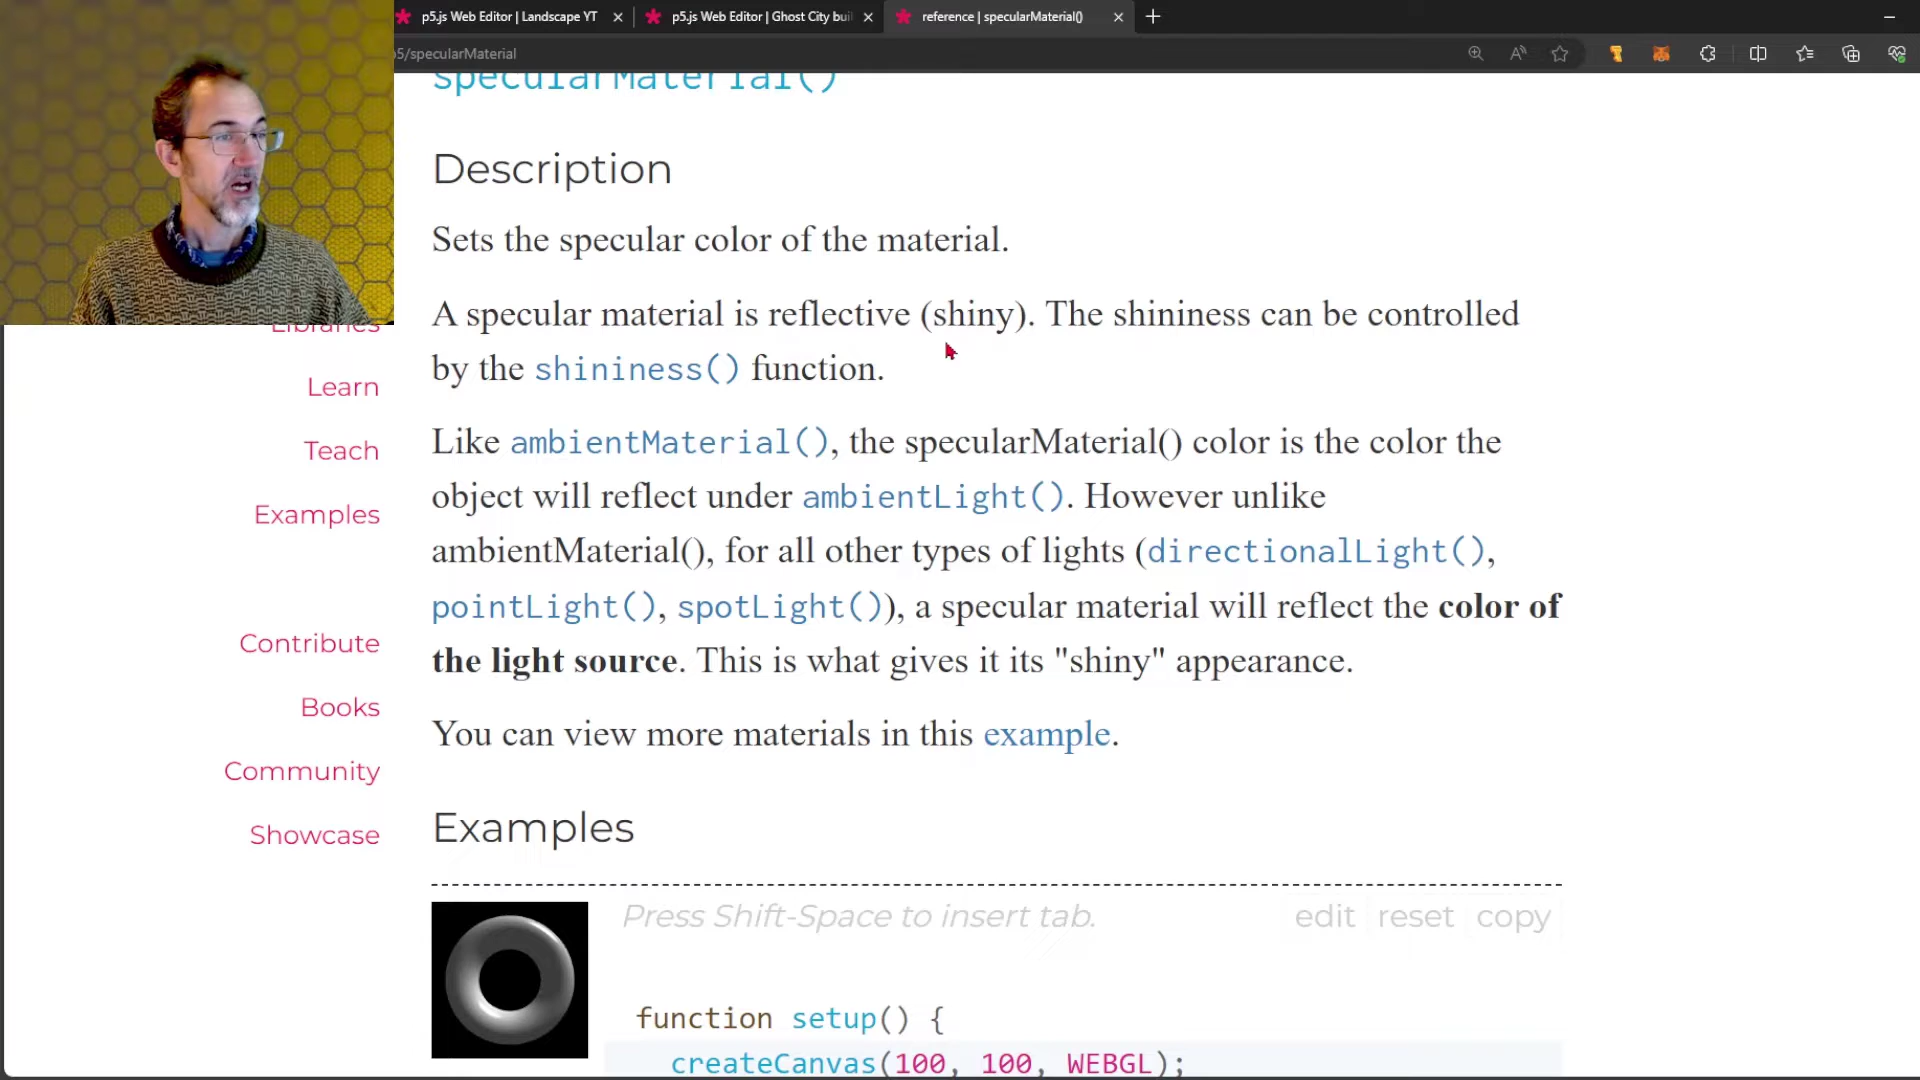 p5.js Web Editor | Landscape YT
p5.js Web Editor | Ghost City bui
reference | specularMaterial()
5/specularMaterial
specularMaterial()
Description
Sets the specular color of the material.
A specular material is reflective (shiny). The shininess can be controlled
by the shininess() function.
Like ambientMaterial(), the specularMaterial() color is the color the
object will reflect under ambientLight(). However unlike
ambientMaterial(), for all other types of lights (directionalLight(),
pointLight(), spotLight()), a specular material will reflect the color of
the light source. This is what gives it its "shiny" appearance.
You can view more materials in this example.
Libraries
Learn
Teach
Examples
Contribute
Books
Community
Showcase
Examples
Press Shift-Space to insert tab.
edit reset copy
function setup() {
createCanvas(100, 100, WEBGL);